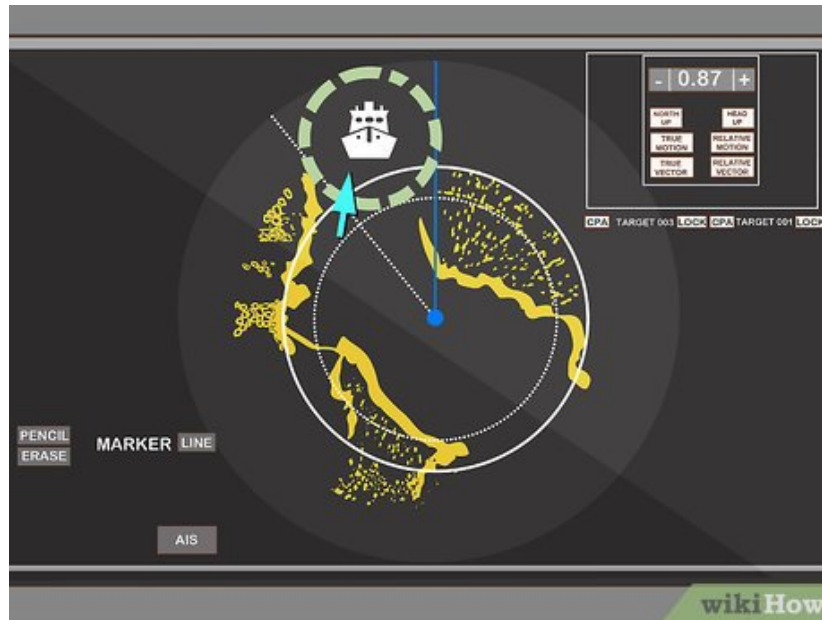 - 0.87 +
NORTH UP
HEAD UP
TRUE MOTION
RELATIVE MOTION
TRUE VECTOR
RELATIVE VECTOR
CPA TARGET 003 LOCK CPA TARGET 001 LOCK
PENCIL
ERASE
MARKER LINE
AIS
wikiHow